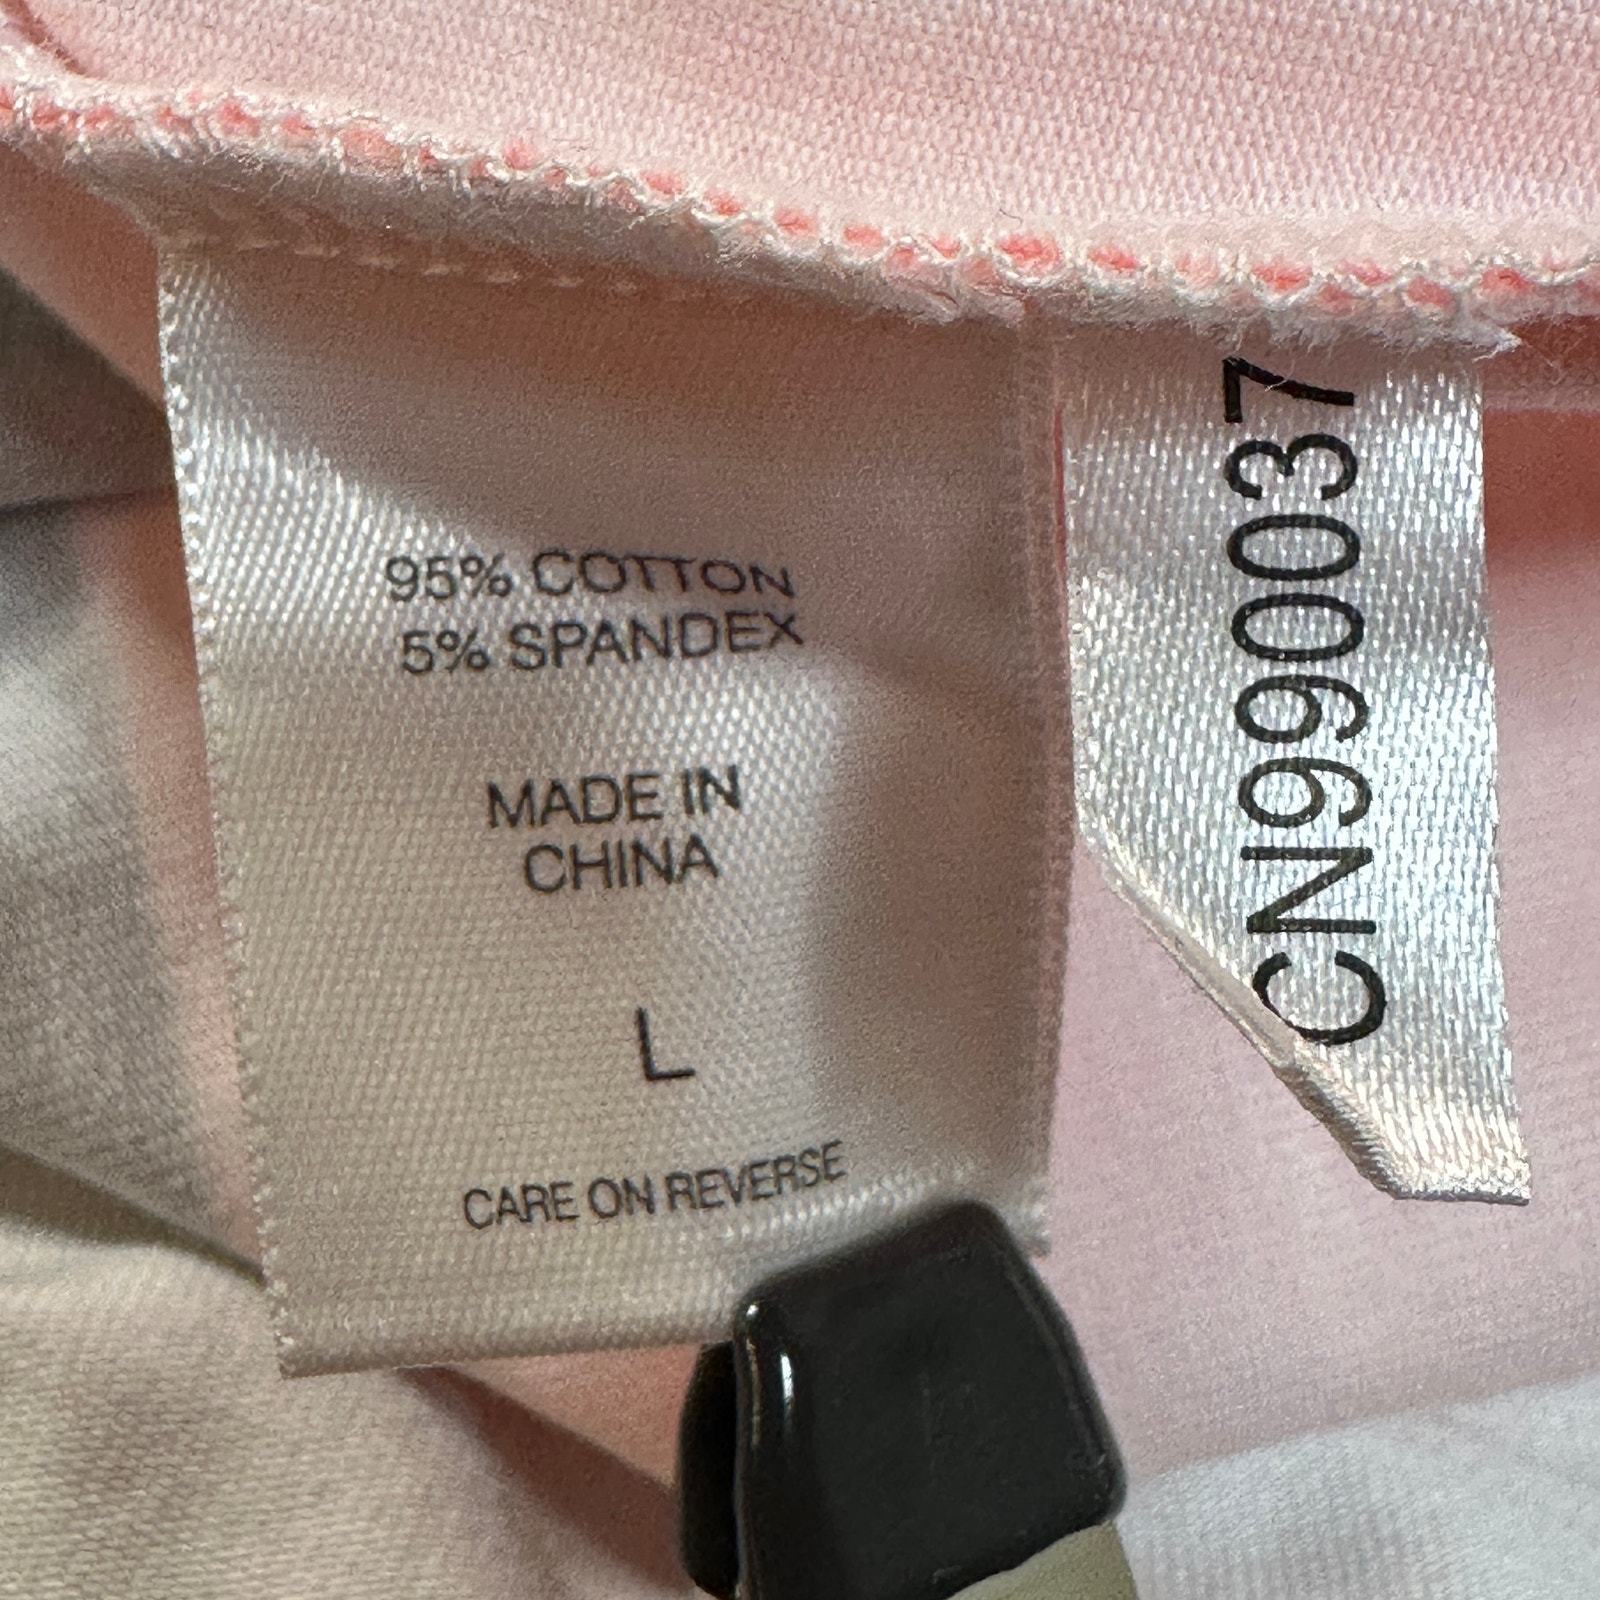 95% COTTON
5% SPANDEX
MADE IN
CHINA
L
CARE ON REVERSE
CN990037